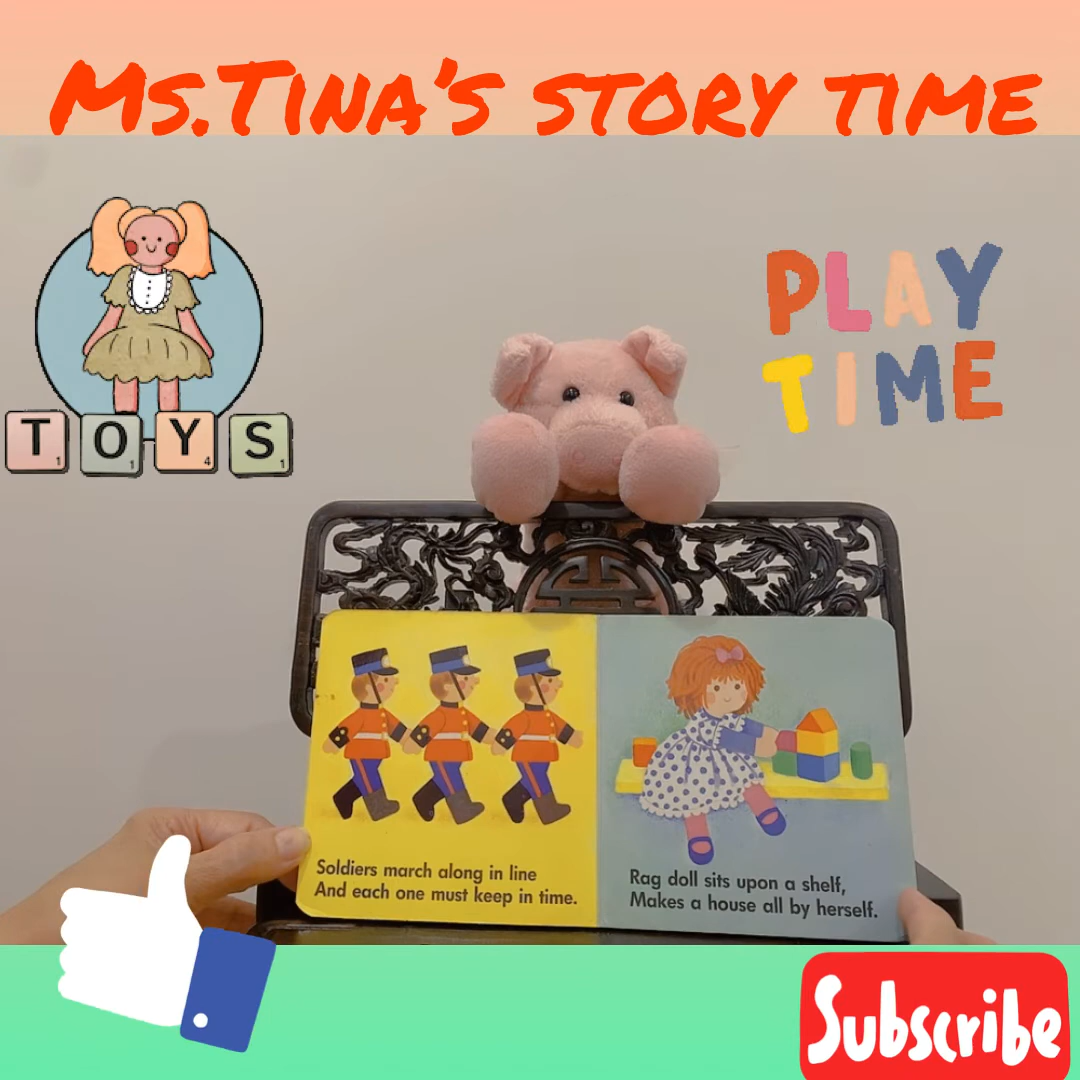 Ms.Tina's story time
PLAY
TIME
TOYS
Soldiers march along in line
And each one must keep in time.
Rag doll sits upon a shelf,
Makes a house all by herself.
Subscribe